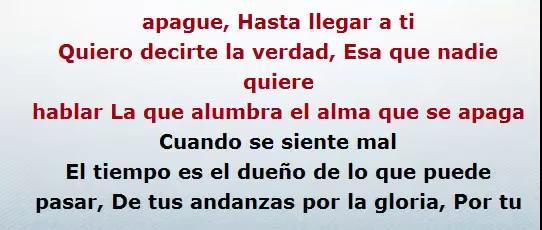 apague, Hasta llegar a ti
Quiero decirte la verdad, Esa que nadie
quiere
hablar La que alumbra el alma que se apaga
Cuando se siente mal
El tiempo es el dueño de lo que puede
pasar, De tus andanzas por la gloria, Por tu